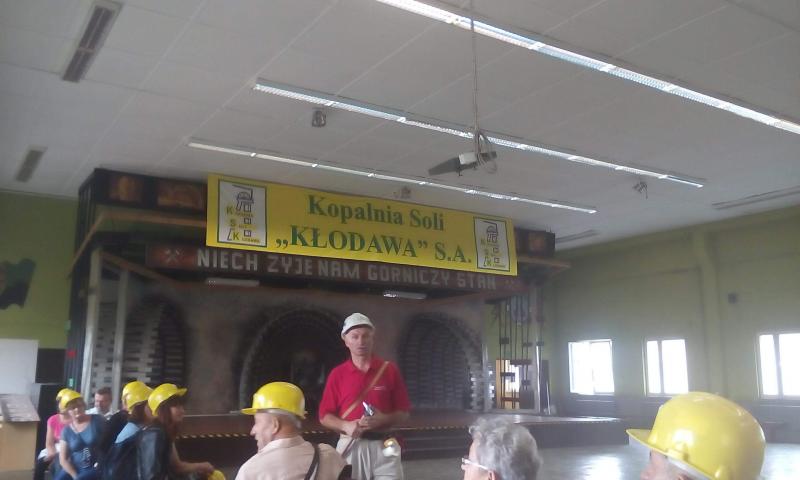 Kopalnia Soli
„KŁODAWA” S.A.
K
S
K
K
S
K
NIECH ŻYJE NAM GÓRNICZY STAN